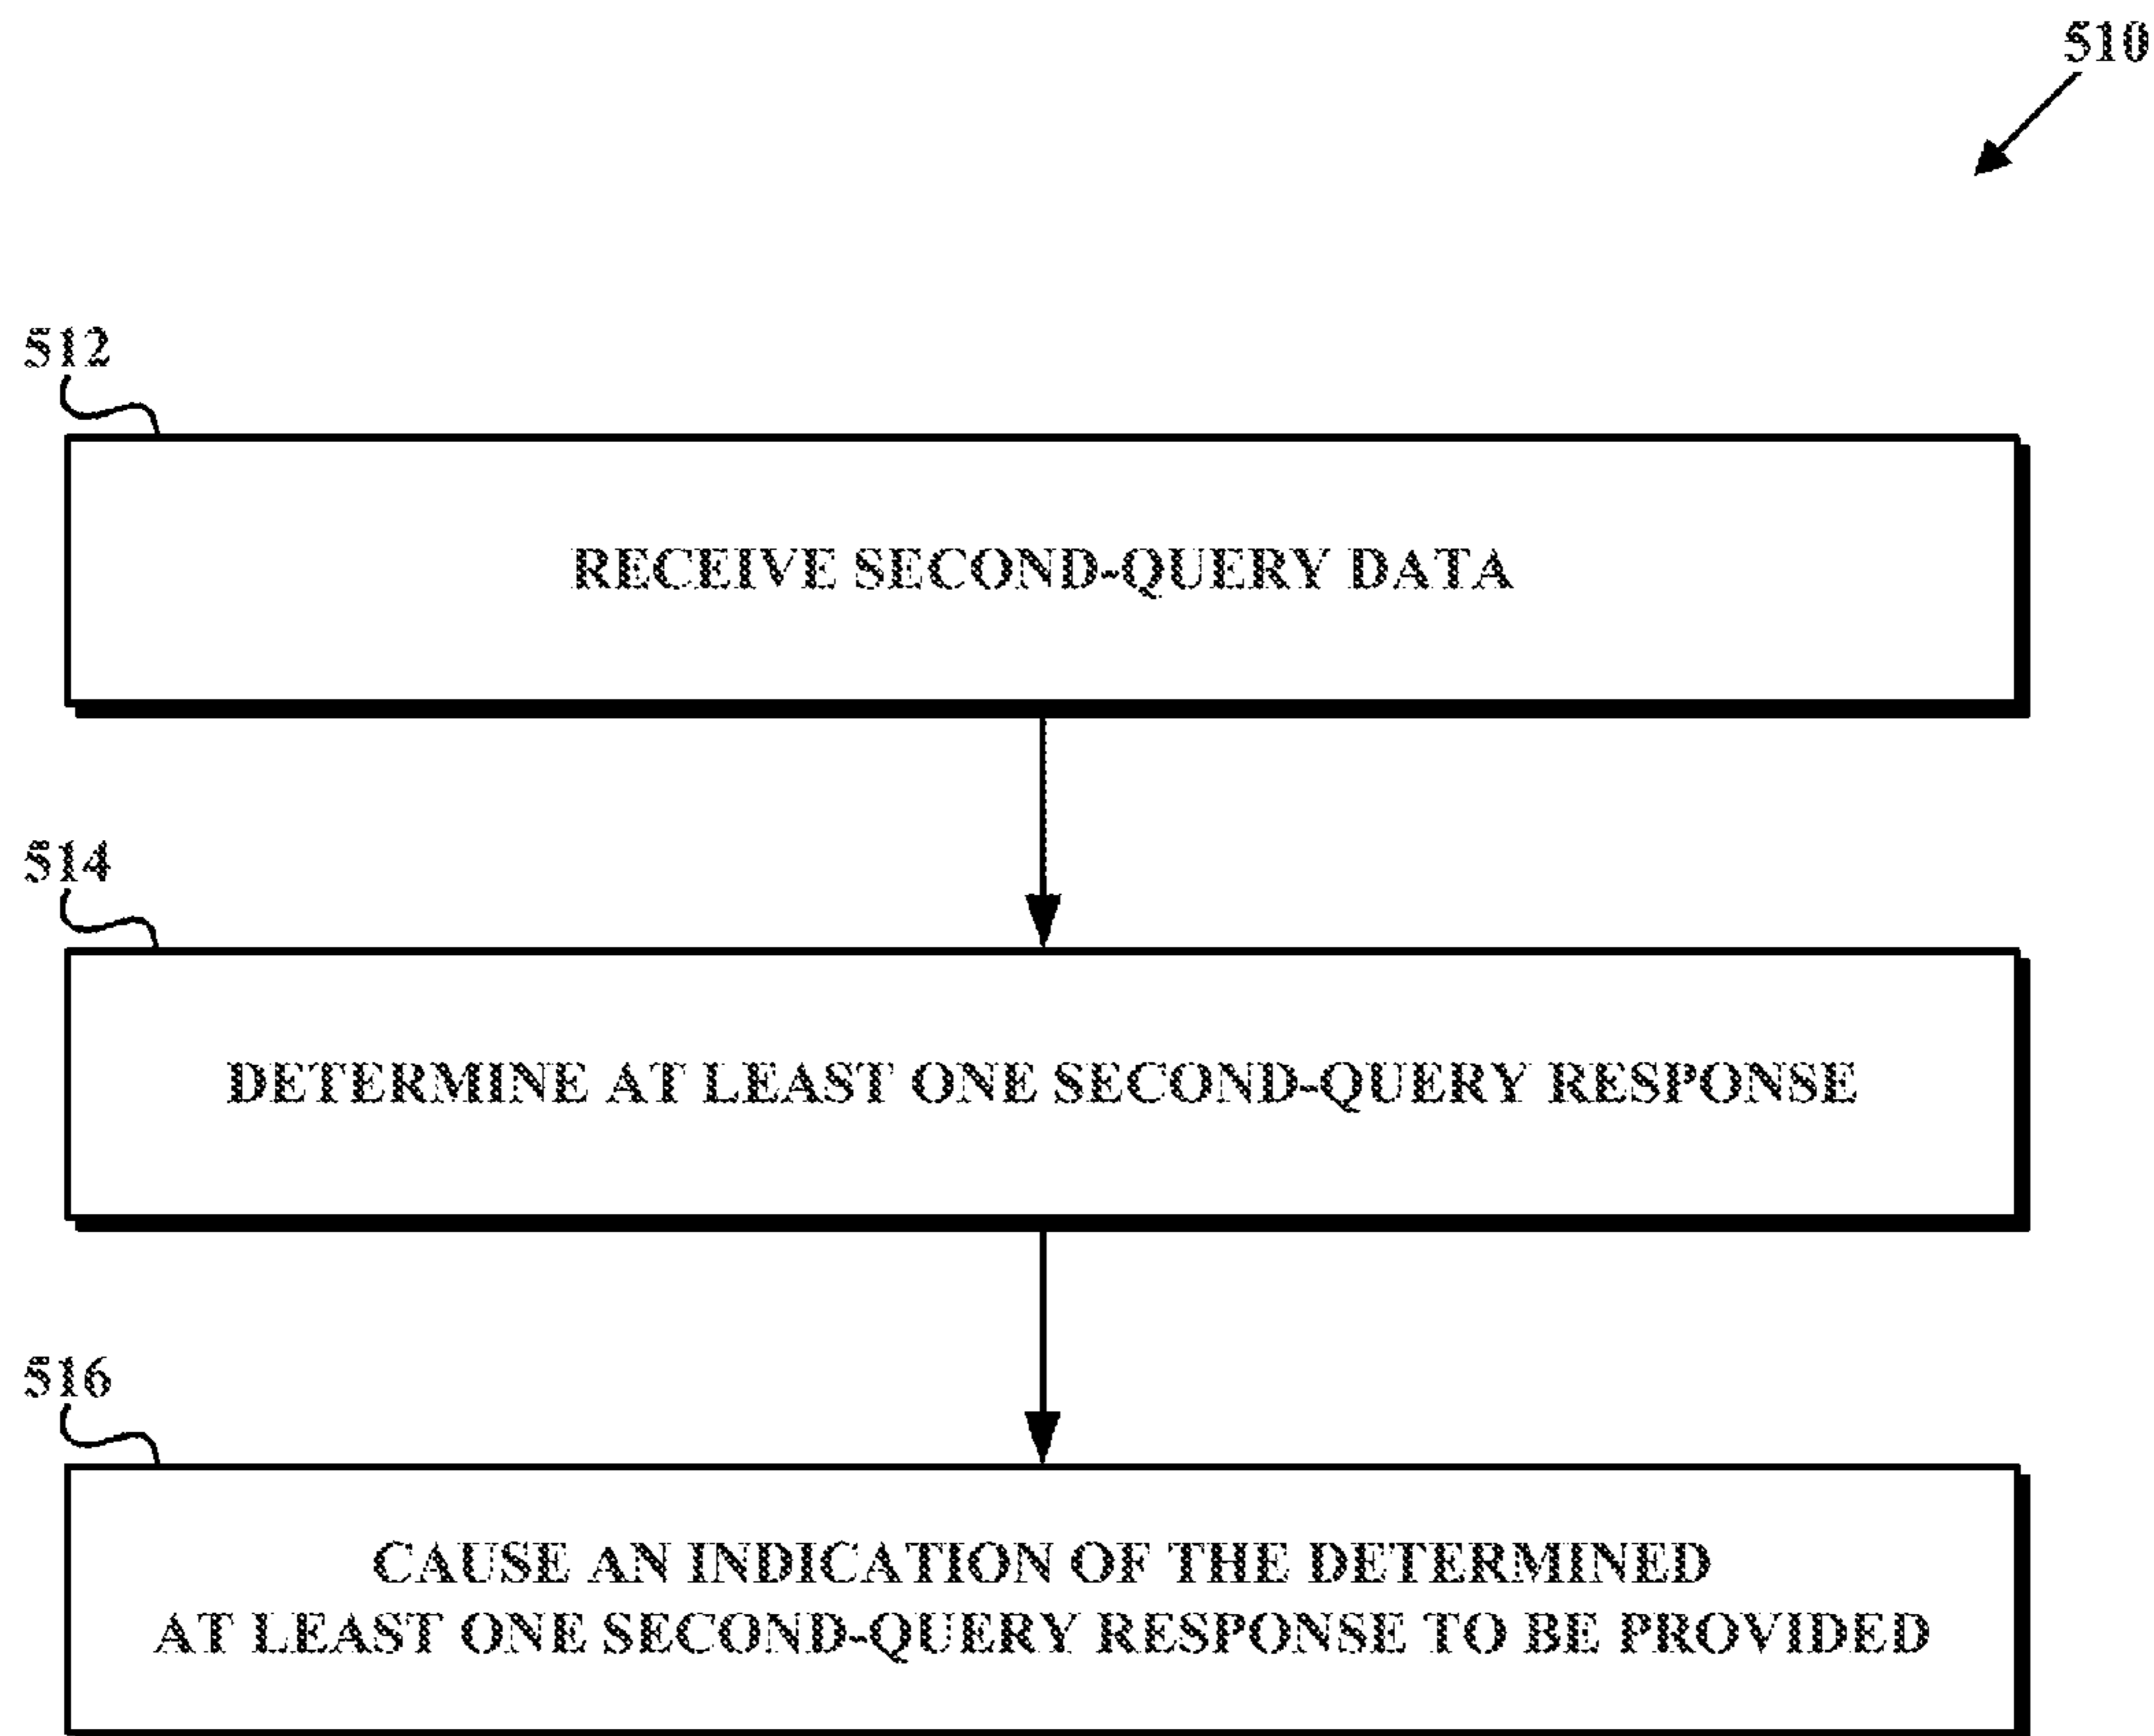 510
512
RECEIVE SECOND-QUERY DATA
514
DETERMINE AT LEAST ONE SECOND-QUERY RESPONSE
516
CAUSE AN INDICATION OF THE DETERMINED
AT LEAST ONE SECOND-QUERY RESPONSE TO BE PROVIDED